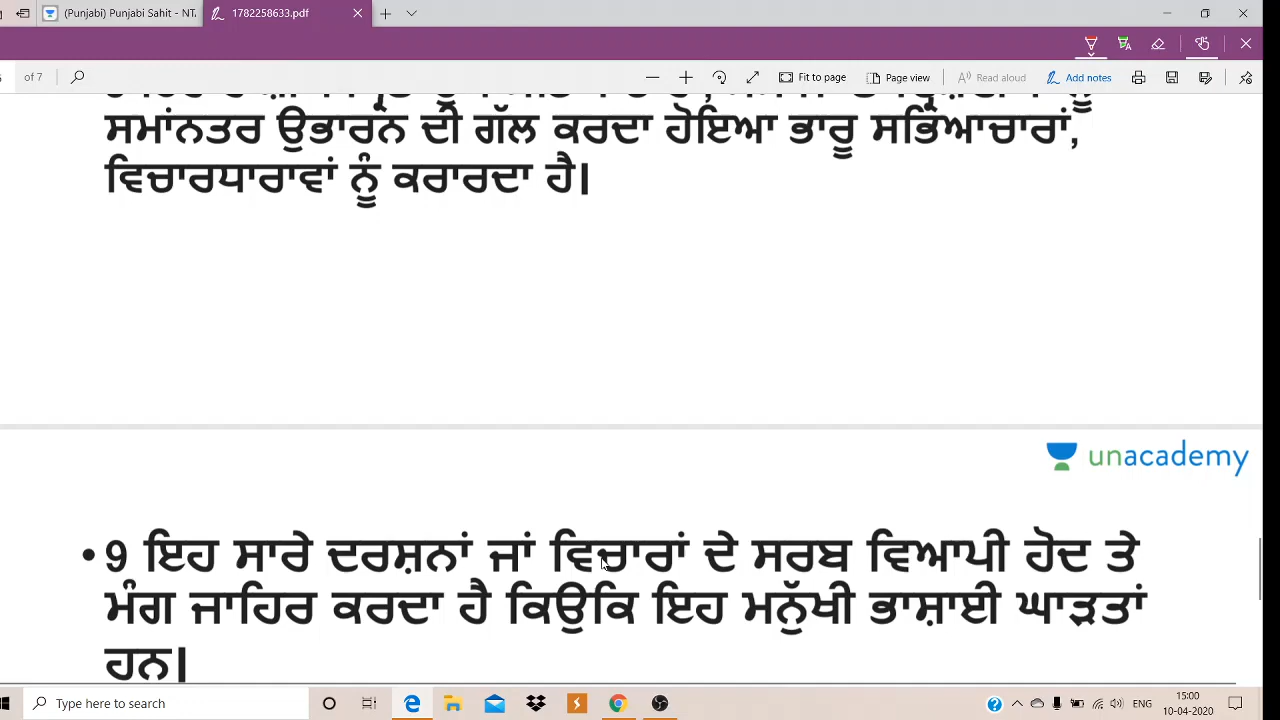 (Punjabi) Punjabi Sahit - NT.
1782258633.pdf
of 7
Fit to page
Page view
Read aloud
Add notes
ਸਮਾਂਨਤਰ ਉਭਾਰਨ ਦੀ ਗੱਲ ਕਰਦਾ ਹੋਇਆ ਭਾਰੂ ਸਭਿਆਚਾਰਾਂ,
ਵਿਚਾਰਧਾਰਾਵਾਂ ਨੂੰ ਕਰਾਰਦਾ ਹੈ।
unacademy
• 9 ਇਹ ਸਾਰੇ ਦਰਸ਼ਨਾਂ ਜਾਂ ਵਿਚਾਰਾਂ ਦੇ ਸਰਬ ਵਿਆਪੀ ਹੋਦ ਤੇ
ਮੰਗ ਜਾਹਿਰ ਕਰਦਾ ਹੈ ਕਿਉਕਿ ਇਹ ਮਨੁੱਖੀ ਭਾਸ਼ਾਈ ਘਾੜਤਾਂ
ਹਨ।
Type here to search
ENG
15:00
10-04-2020